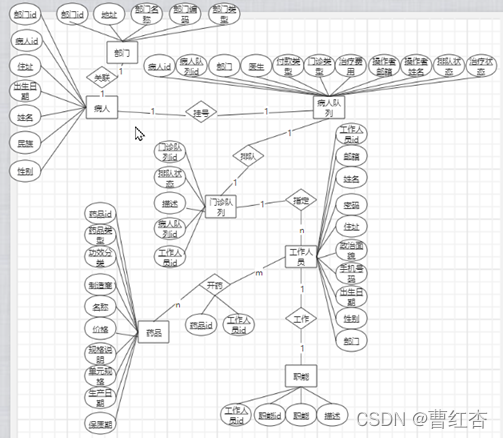 部门id
部门id
地址
部门名称
部门编码
部门类型
病人id
部门
住址
关联
1
1
出生日期
病人
姓名
民族
性别
1
挂号
1
病人id
病人队列id
部门
医生
付款类型
门诊类型
治疗费用
操作者邮箱
操作者姓名
排队状态
治疗状态
病人队列
1
排队
1
门诊队列id
排队状态
描述
病人队列id
工作人员id
门诊队列
1
指定
n
工作人员id
邮箱
姓名
密码
住址
政治面貌
手机号码
出生日期
性别
部门
工作人员
m
开药
n
药品id
工作人员id
药品id
药品类型
功效分类
制造商
名称
价格
规格说明
单元规格
生产日期
保质期
药品
1
工作
1
职能
工作人员id
职能id
职能
描述
CSDN @曹红杏